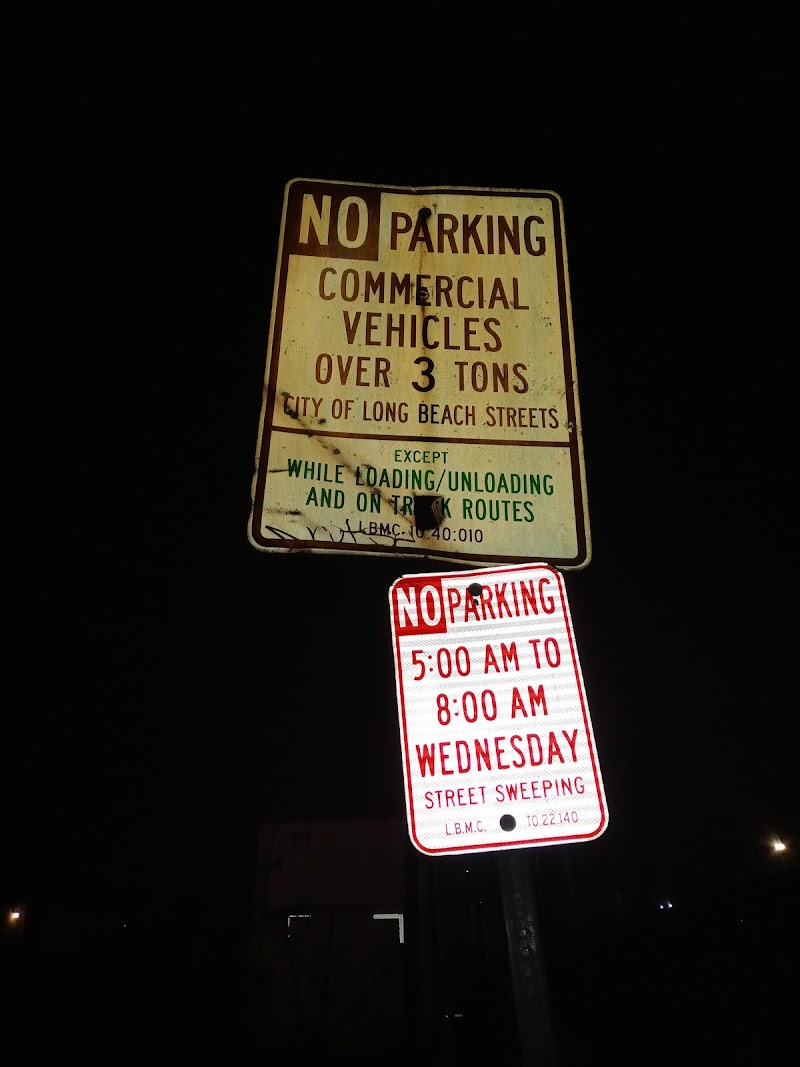 NO PARKING
COMMERCIAL
VEHICLES
OVER 3 TONS
CITY OF LONG BEACH STREETS
EXCEPT
WHILE LOADING/UNLOADING
AND ON TRUCK ROUTES
LBMC. 10:40:010
NO PARKING
5:00 AM TO
8:00 AM
WEDNESDAY
STREET SWEEPING
L.B.M.C. 10.22.140